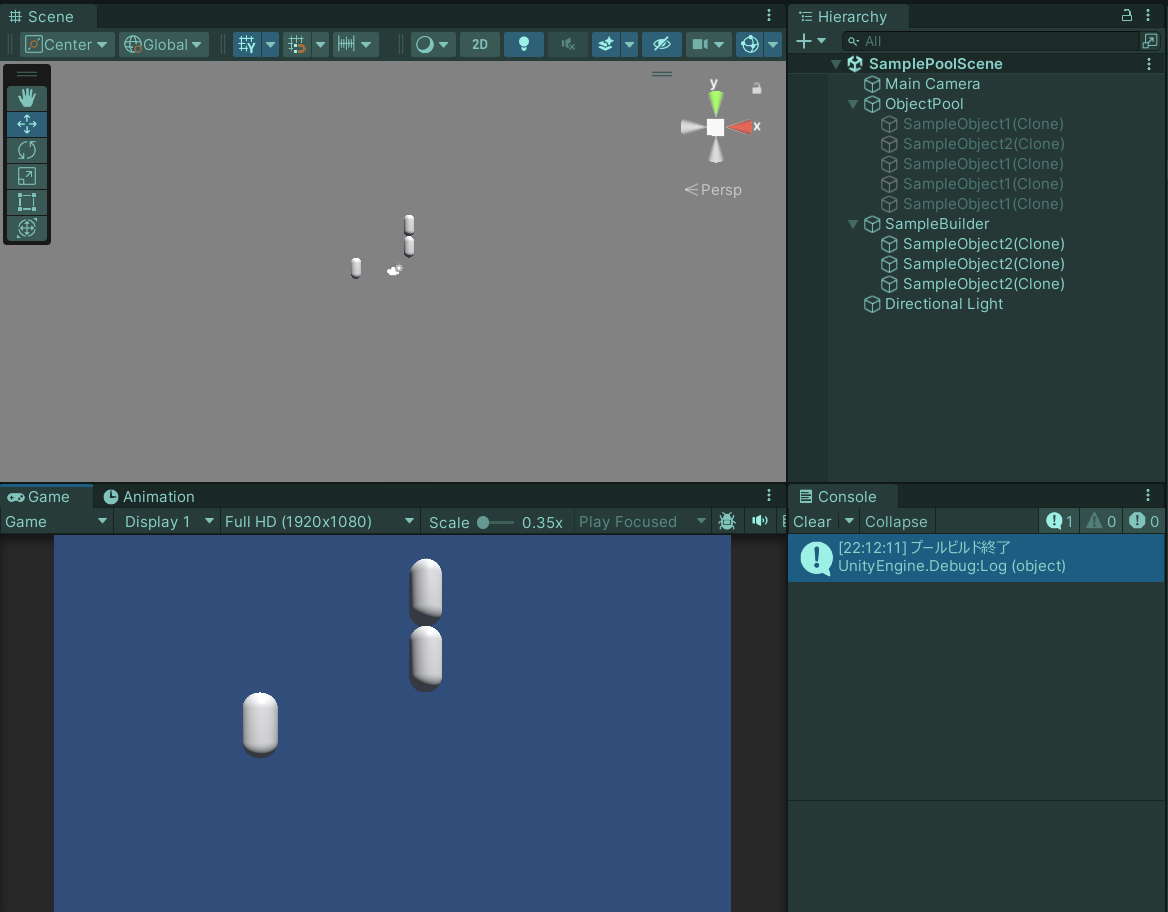 Scene
Center
Global
2D
y
x
Persp
Hierarchy
All
SamplePoolScene
Main Camera
ObjectPool
SampleObject1(Clone)
SampleObject2(Clone)
SampleObject1(Clone)
SampleObject1(Clone)
SampleObject1(Clone)
SampleBuilder
SampleObject2(Clone)
SampleObject2(Clone)
SampleObject2(Clone)
Directional Light
Game
Animation
Game
Display 1
Full HD (1920x1080)
Scale
0.35x
Play Focused
Console
Clear
Collapse
1
0
0
[22:12:11] プールビルド終了
UnityEngine.Debug:Log (object)